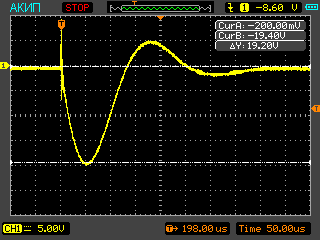 АКИП STOP T 1 -8.60 V
T
CurA: -200.00mV
CurB: -19.40V
ΔY: 19.20V
1
T
CH1 5.00V T→ 198.00us Time 50.00us